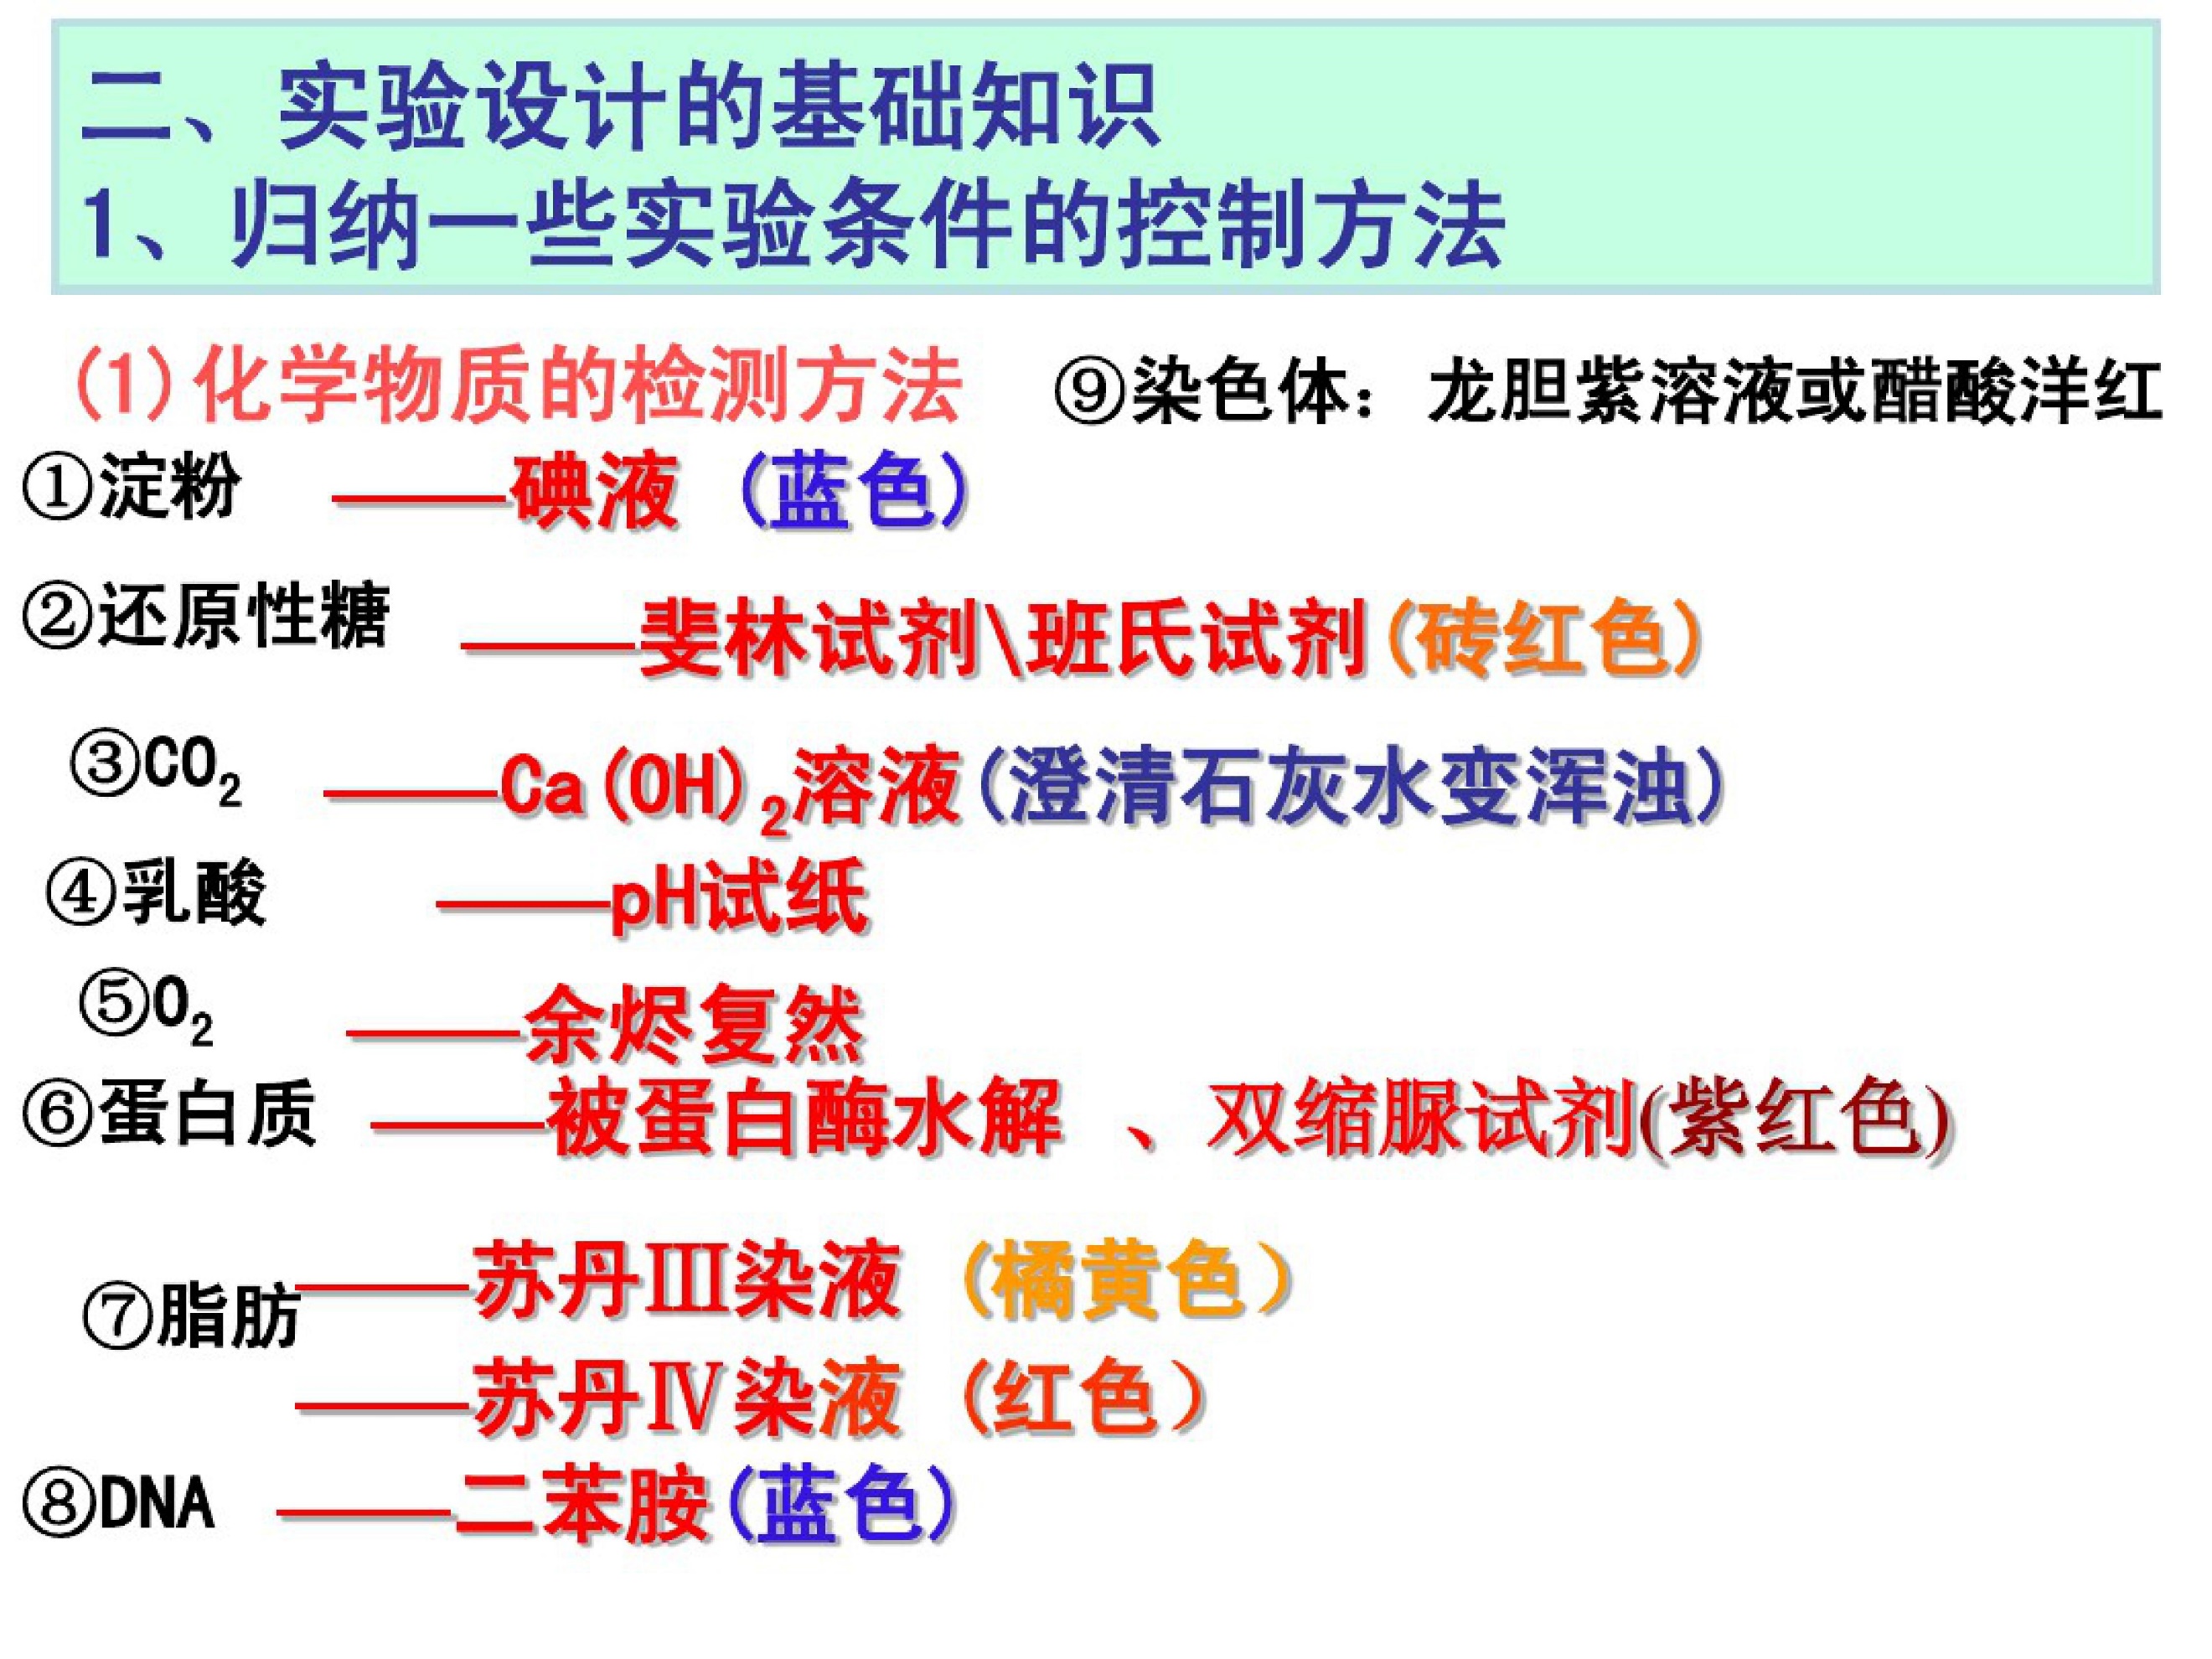 二、实验设计的基础知识
1、归纳一些实验条件的控制方法
(1)化学物质的检测方法
⑨染色体：龙胆紫溶液或醋酸洋红
①淀粉 ——碘液 (蓝色)
②还原性糖 ——斐林试剂\班氏试剂(砖红色)
③CO₂ ——Ca(OH)₂溶液(澄清石灰水变浑浊)
④乳酸 ——pH试纸
⑤O₂ ——余烬复然
⑥蛋白质 ——被蛋白酶水解 、双缩脲试剂(紫红色)
——苏丹Ⅲ染液 (橘黄色）
⑦脂肪
——苏丹Ⅳ染液 (红色）
⑧DNA ——二苯胺(蓝色)